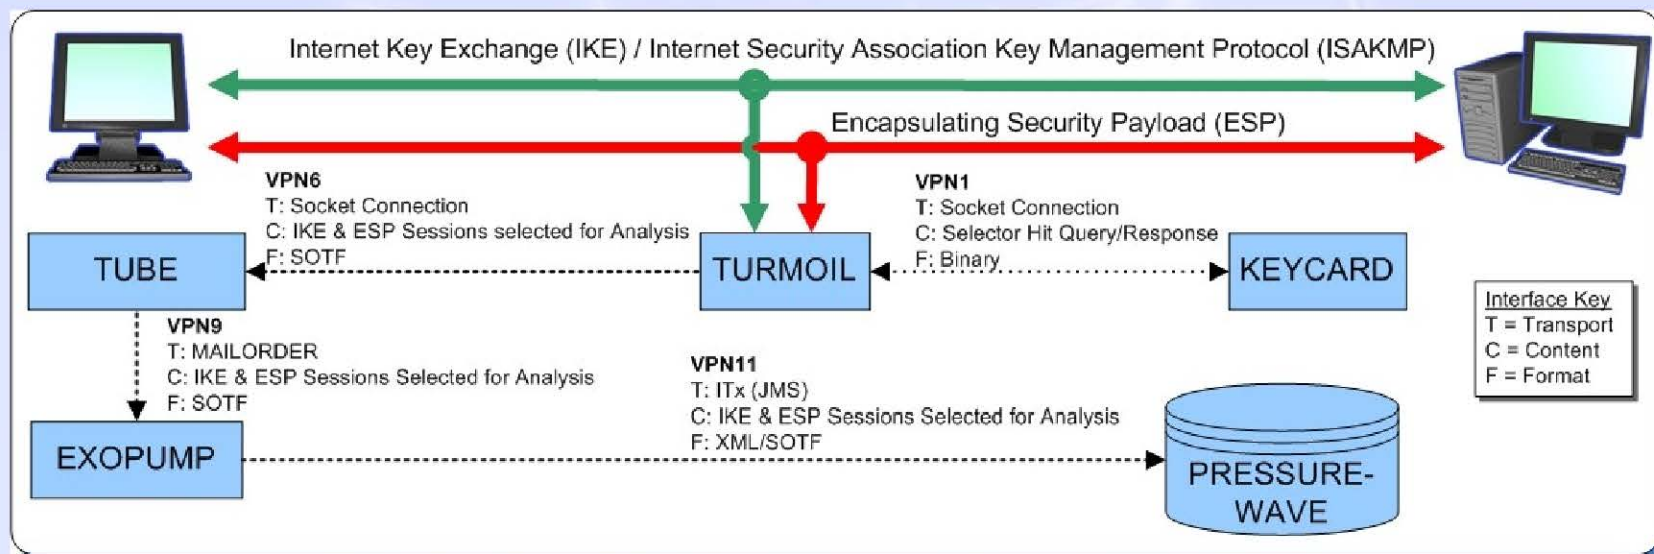 Internet Key Exchange (IKE) / Internet Security Association Key Management Protocol (ISAKMP)
Encapsulating Security Payload (ESP)
VPN6
T: Socket Connection
C: IKE & ESP Sessions selected for Analysis
F: SOTF
VPN1
T: Socket Connection
C: Selector Hit Query/Response
F: Binary
TUBE
TURMOIL
KEYCARD
Interface Key
T = Transport
C = Content
F = Format
VPN9
T: MAILORDER
C: IKE & ESP Sessions Selected for Analysis
F: SOTF
VPN11
T: ITx (JMS)
C: IKE & ESP Sessions Selected for Analysis
F: XML/SOTF
EXOPUMP
PRESSURE-
WAVE